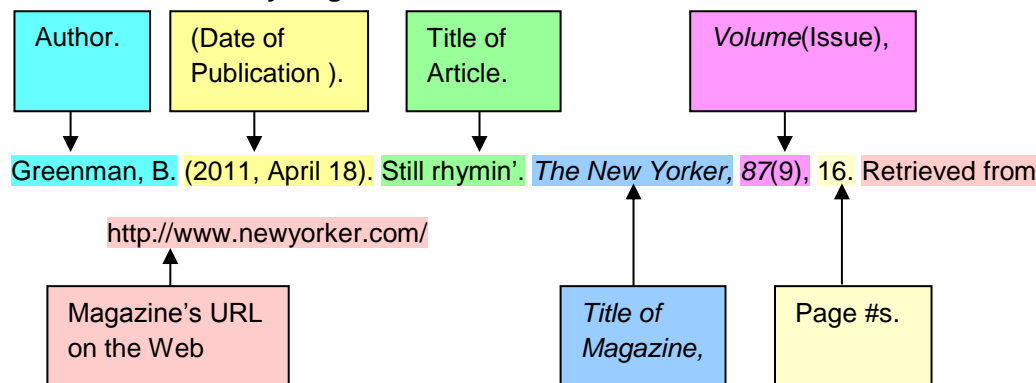 Author.
(Date of
Publication ).
Title of
Article.
Volume(Issue),
Greenman, B. (2011, April 18). Still rhymin’. The New Yorker, 87(9), 16. Retrieved from
http://www.newyorker.com/
Magazine’s URL
on the Web
Title of
Magazine,
Page #s.